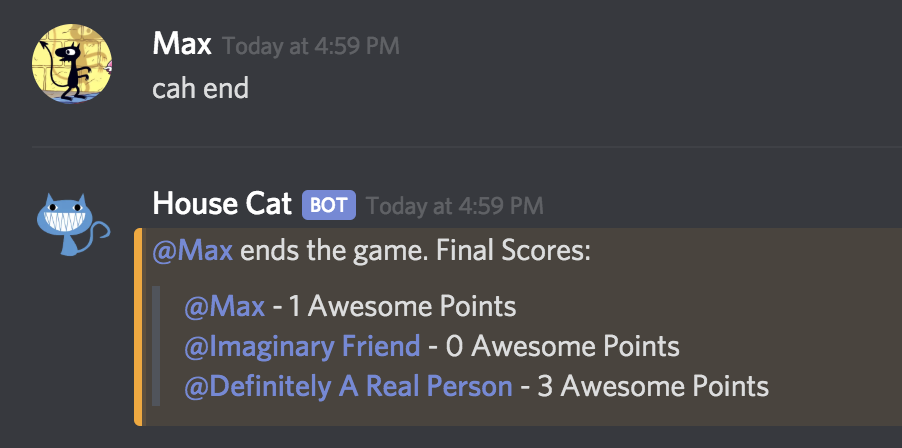 Max Today at 4:59 PM
cah end
House Cat BOT Today at 4:59 PM
@Max ends the game. Final Scores:
@Max - 1 Awesome Points
@Imaginary Friend - 0 Awesome Points
@Definitely A Real Person - 3 Awesome Points